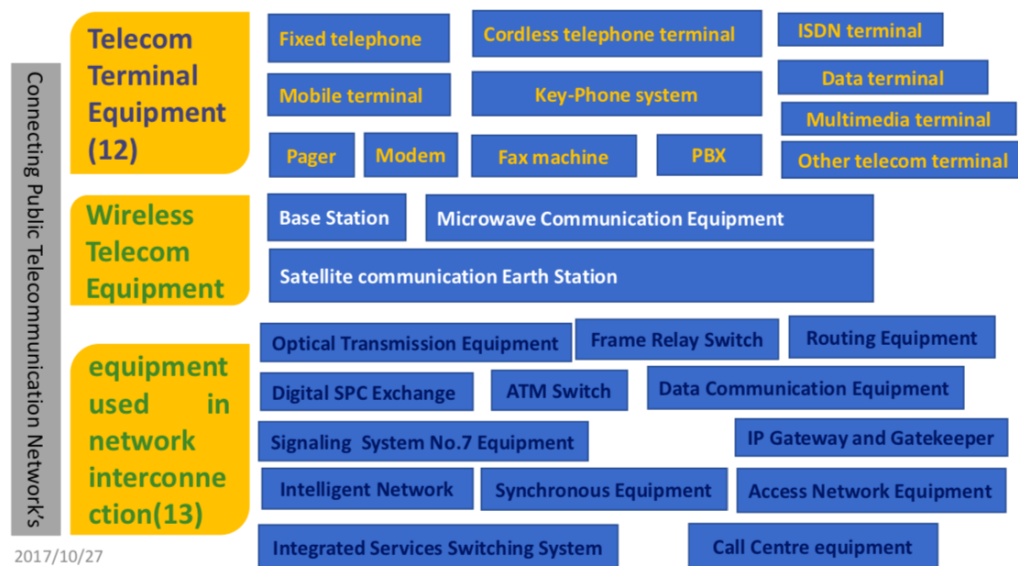 Connecting Public Telecommunication Network's
Telecom
Terminal
Equipment
(12)
Fixed telephone
Cordless telephone terminal
ISDN terminal
Mobile terminal
Key-Phone system
Data terminal
Multimedia terminal
Pager
Modem
Fax machine
PBX
Other telecom terminal
Wireless
Telecom
Equipment
Base Station
Microwave Communication Equipment
Satellite communication Earth Station
equipment
used in
network
interconne
ction(13)
Optical Transmission Equipment
Frame Relay Switch
Routing Equipment
Digital SPC Exchange
ATM Switch
Data Communication Equipment
Signaling System No.7 Equipment
IP Gateway and Gatekeeper
Intelligent Network
Synchronous Equipment
Access Network Equipment
Integrated Services Switching System
Call Centre equipment
2017/10/27